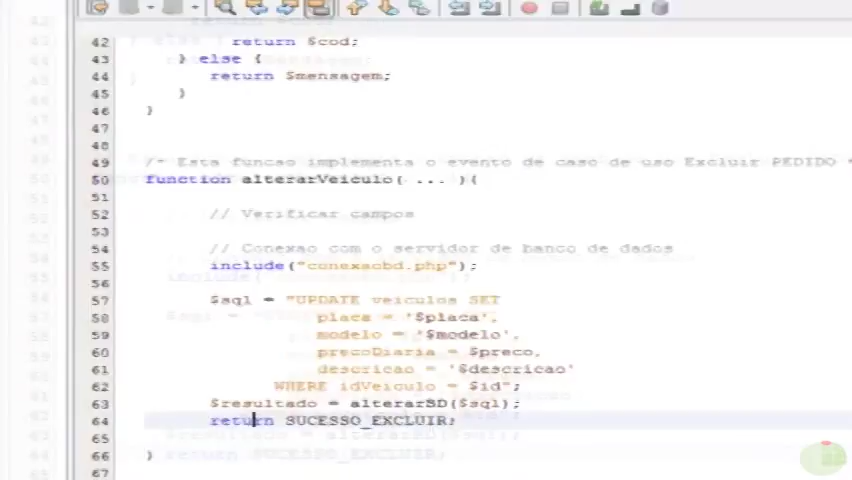 42 return $cod;
43 } else {
44 return $mensagem;
45 }
46 }
47
48
49 /* Esta funcao implementa o evento de caso de uso Excluir PEDIDO *
50 function alterarVeiculo( ... ){
51
52 // Verificar campos
53
54 // Conexao com o servidor de banco de dados
55 include("conexaobd.php");
56
57 $sql = "UPDATE veiculos SET
58 placa = '$placa',
59 modelo = '$modelo',
60 precoDiaria = $preco,
61 descricao = '$descricao'
62 WHERE idVeiculo = $id";
63 $resultado = alterarBD($sql);
64 return SUCESSO_EXCLUIR;
65
66 }
67